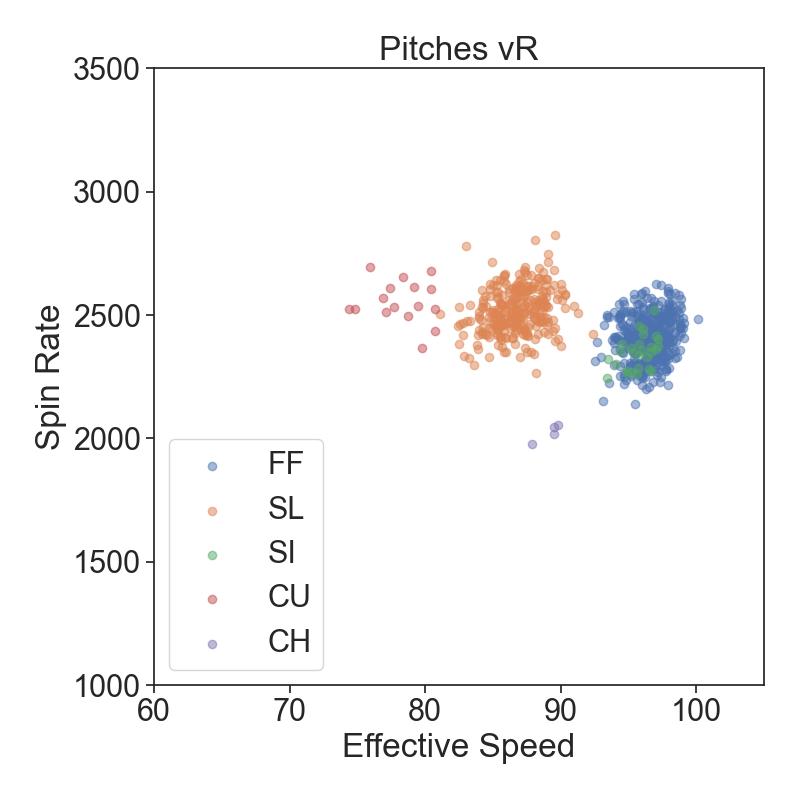 Pitches vR
3500
3000
2500
2000
1500
1000
Spin Rate
FF
SL
SI
CU
CH
60 70 80 90 100
Effective Speed